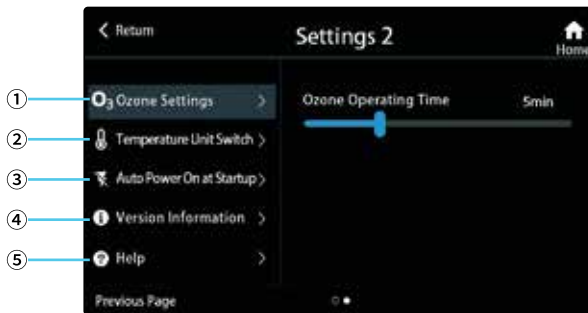 Return
Settings 2
Home
① O3 Ozone Settings
② Temperature Unit Switch
③ Auto Power On at Startup
④ Version Information
⑤ Help
Ozone Operating Time 5min
Previous Page